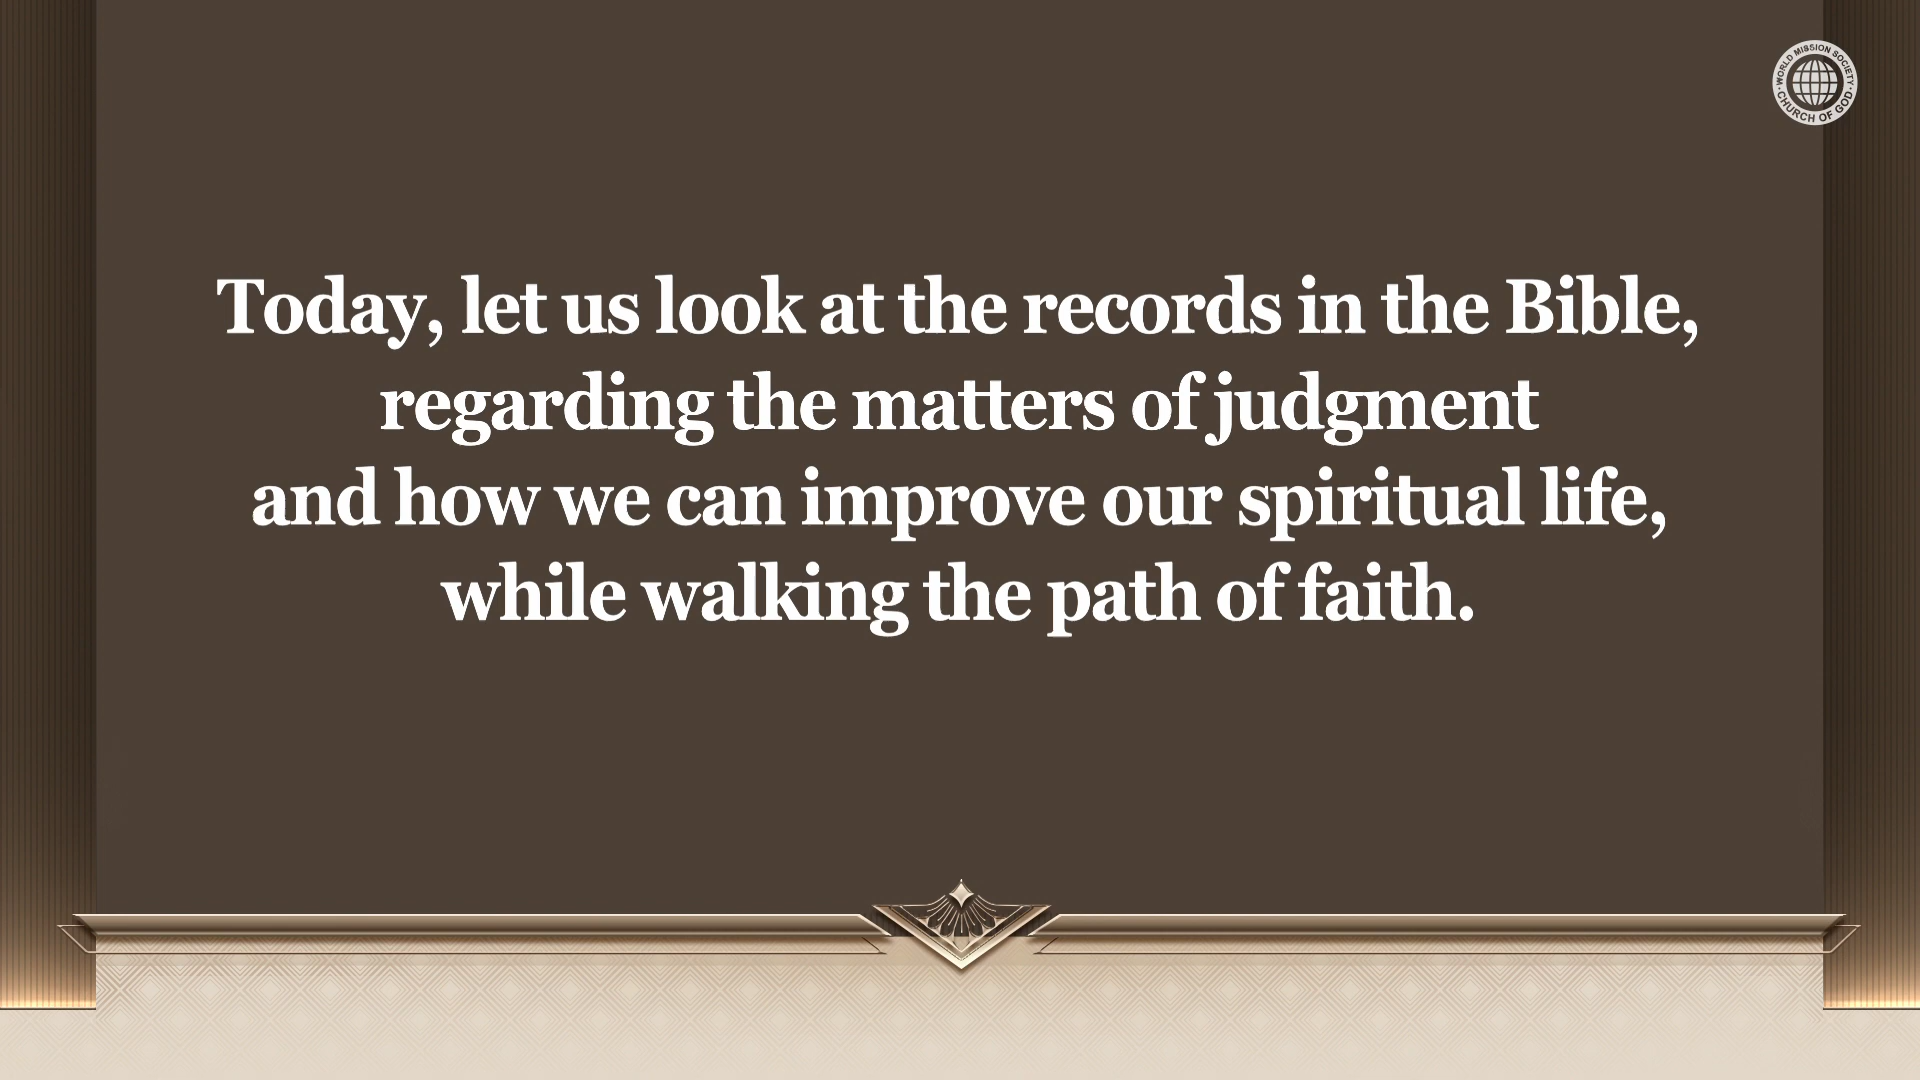 WORLD MISSION SOCIETY
CHURCH OF GOD
Today, let us look at the records in the Bible,
regarding the matters of judgment
and how we can improve our spiritual life,
while walking the path of faith.